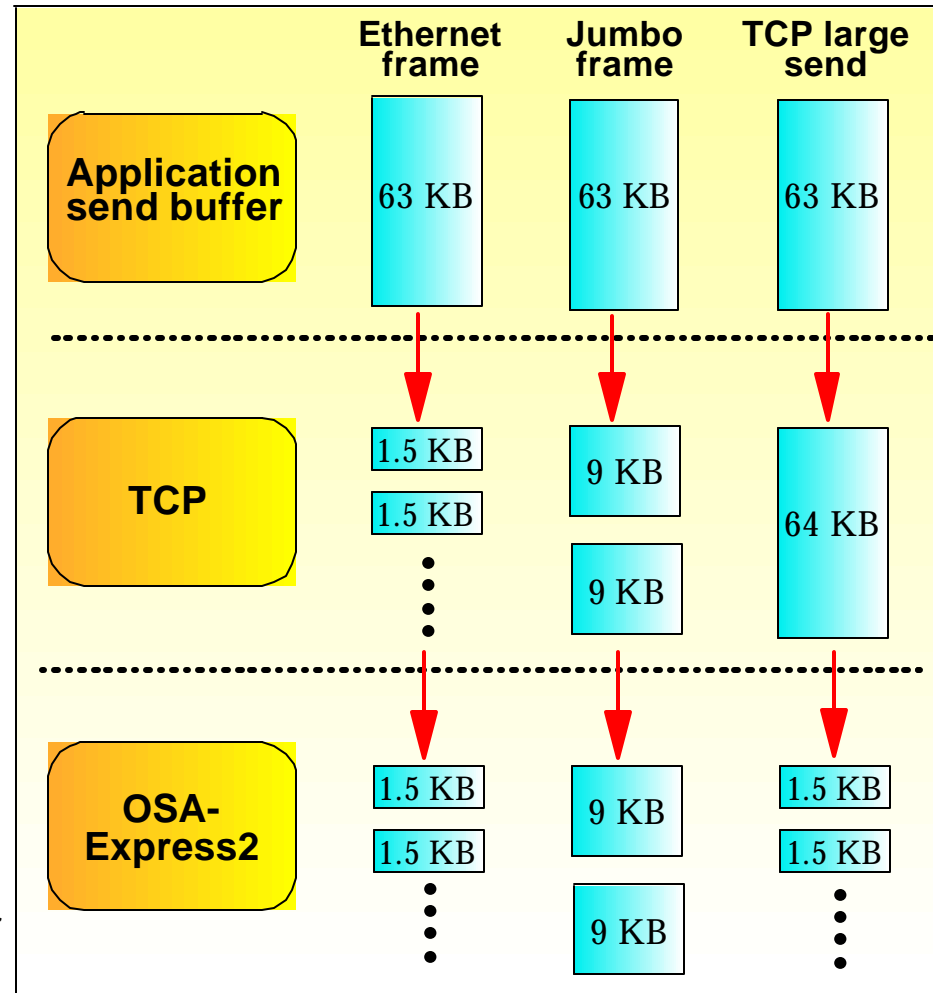 Ethernet
frame
Jumbo
frame
TCP large
send
Application
send buffer
63 KB
63 KB
63 KB
TCP
1.5 KB
1.5 KB
9 KB
9 KB
64 KB
OSA-
Express2
1.5 KB
1.5 KB
9 KB
9 KB
1.5 KB
1.5 KB